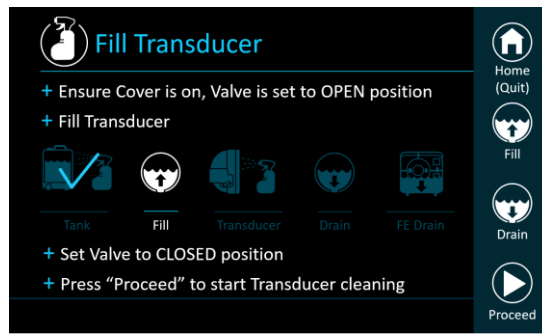 Fill Transducer
+ Ensure Cover is on, Valve is set to OPEN position
+ Fill Transducer
Tank
Fill
Transducer
Drain
FE Drain
+ Set Valve to CLOSED position
+ Press “Proceed” to start Transducer cleaning
Home
(Quit)
Fill
Drain
Proceed